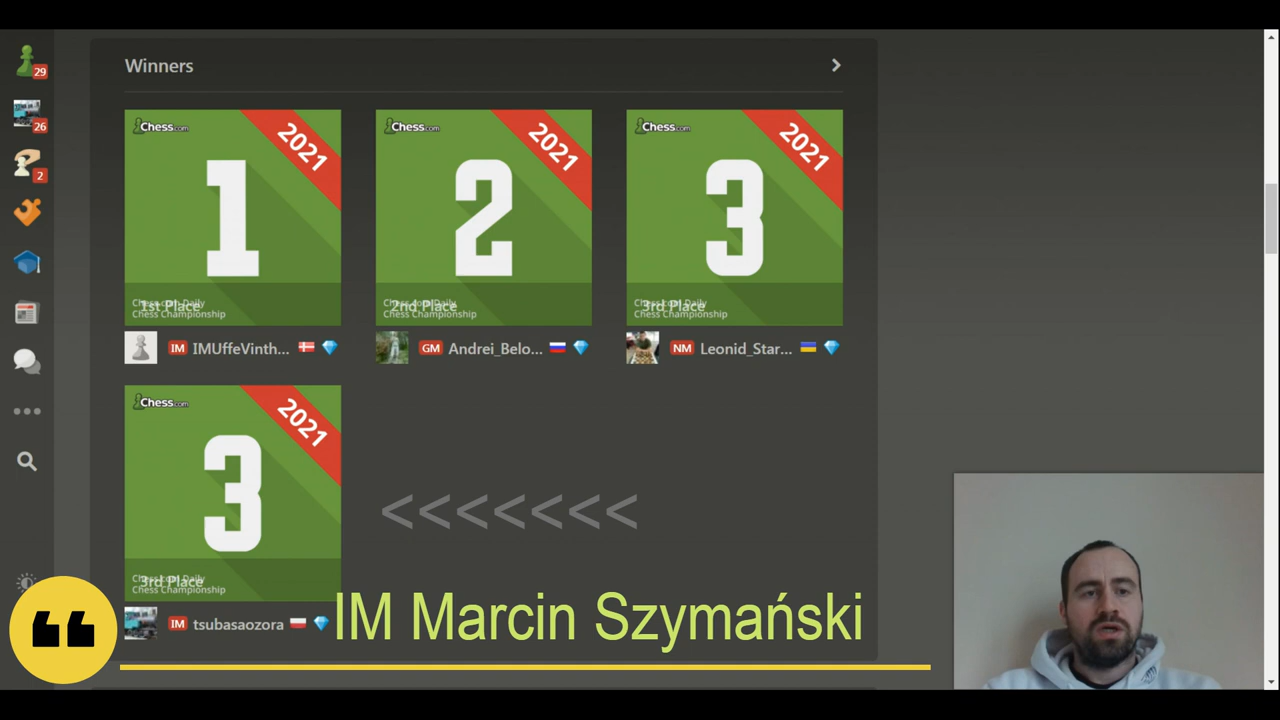 29
26
2
Winners
Chess.com
2021
1
1st Place
Chess.com Daily
Chess Championship
IM IMUffeVinth...
Chess.com
2021
2
2nd Place
Chess.com Daily
Chess Championship
GM Andrei_Belo...
Chess.com
2021
3
3rd Place
Chess.com Daily
Chess Championship
NM Leonid_Star...
Chess.com
2021
3
3rd Place
Chess.com Daily
Chess Championship
IM tsubasaozora
<<<<<<<
IM Marcin Szymański